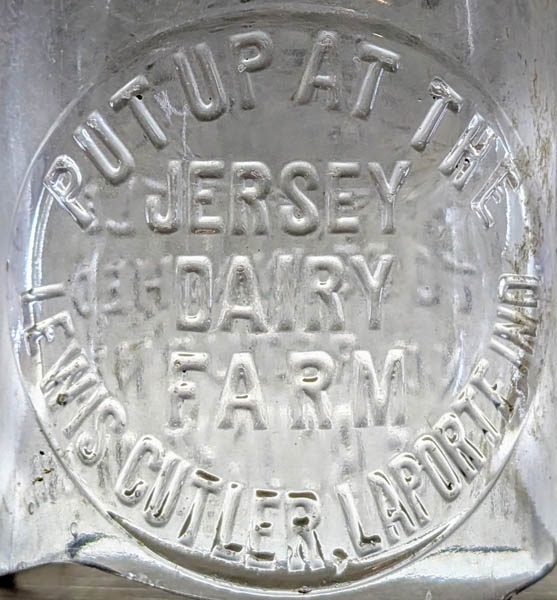 PUT UP AT THE
JERSEY
DAIRY
FARM
LEWIS CUTLER, LAPORTE, IND